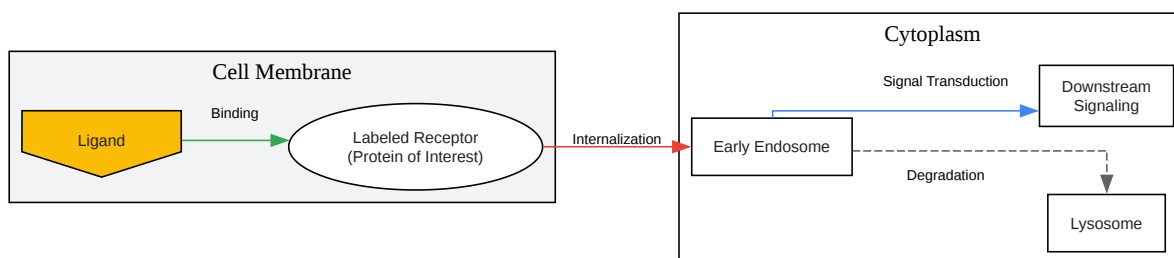 Cell Membrane
Ligand
Binding
Labeled Receptor
(Protein of Interest)
Internalization
Cytoplasm
Early Endosome
Signal Transduction
Downstream
Signaling
Degradation
Lysosome